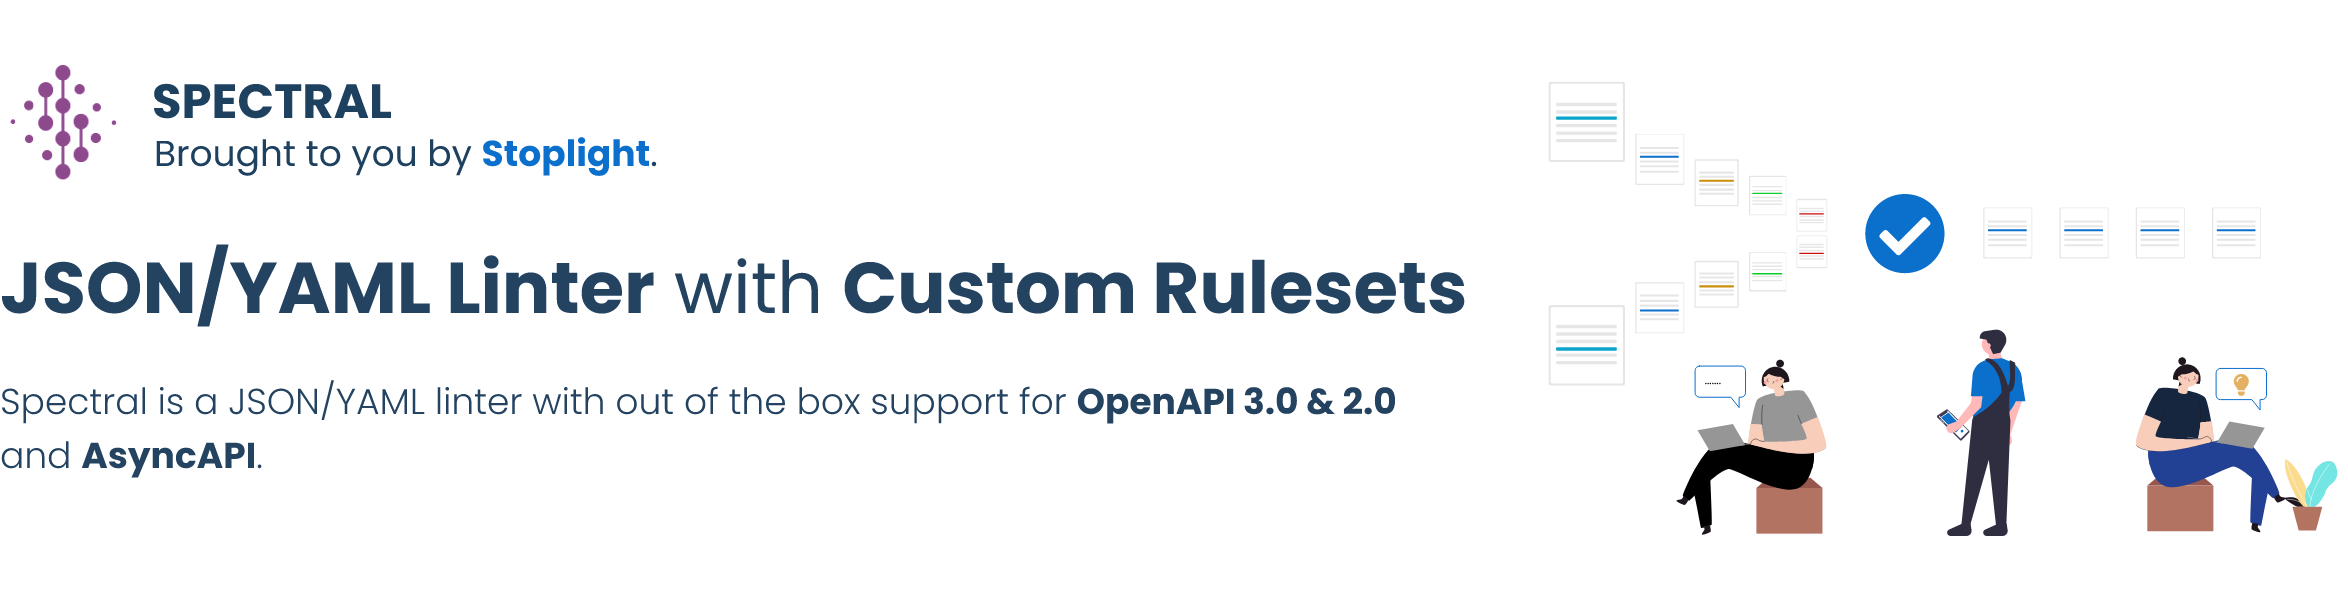 SPECTRAL
Brought to you by Stoplight.
JSON/YAML Linter with Custom Rulesets
Spectral is a JSON/YAML linter with out of the box support for OpenAPI 3.0 & 2.0
and AsyncAPI.